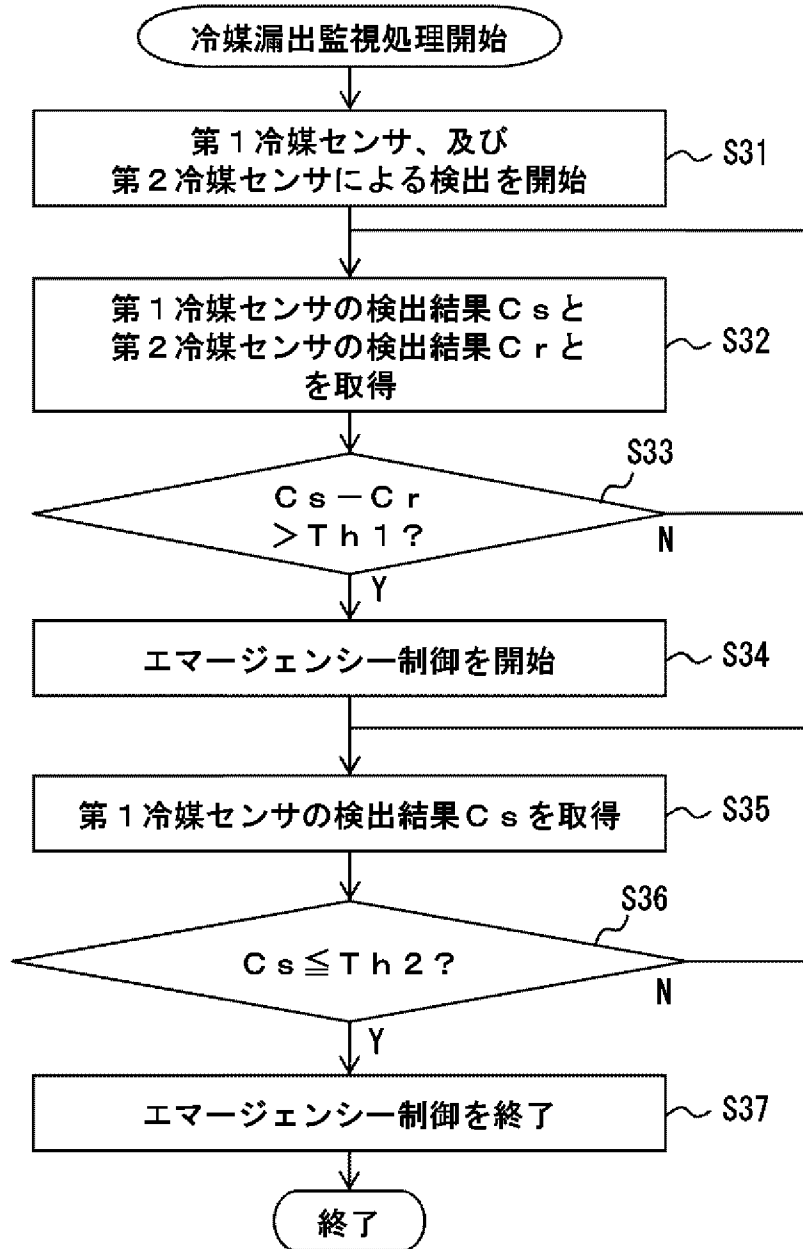 冷媒漏出監視処理開始
第１冷媒センサ、及び
第２冷媒センサによる検出を開始
S31
第１冷媒センサの検出結果Ｃｓと
第２冷媒センサの検出結果Ｃｒと
を取得
S32
S33
Ｃｓ－Ｃｒ
＞Ｔｈ１？
N
Y
エマージェンシー制御を開始
S34
第１冷媒センサの検出結果Ｃｓを取得
S35
S36
Ｃｓ≦Ｔｈ２？
N
Y
エマージェンシー制御を終了
S37
終了